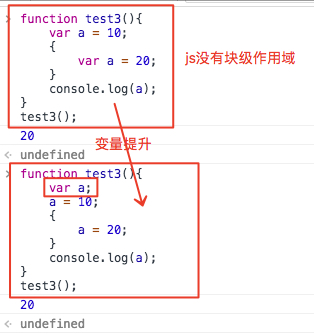 function test3(){
var a = 10;
{
var a = 20;
}
console.log(a);
}
test3();
js没有块级作用域
20
变量提升
undefined
function test3(){
var a;
a = 10;
{
a = 20;
}
console.log(a);
}
test3();
20
undefined